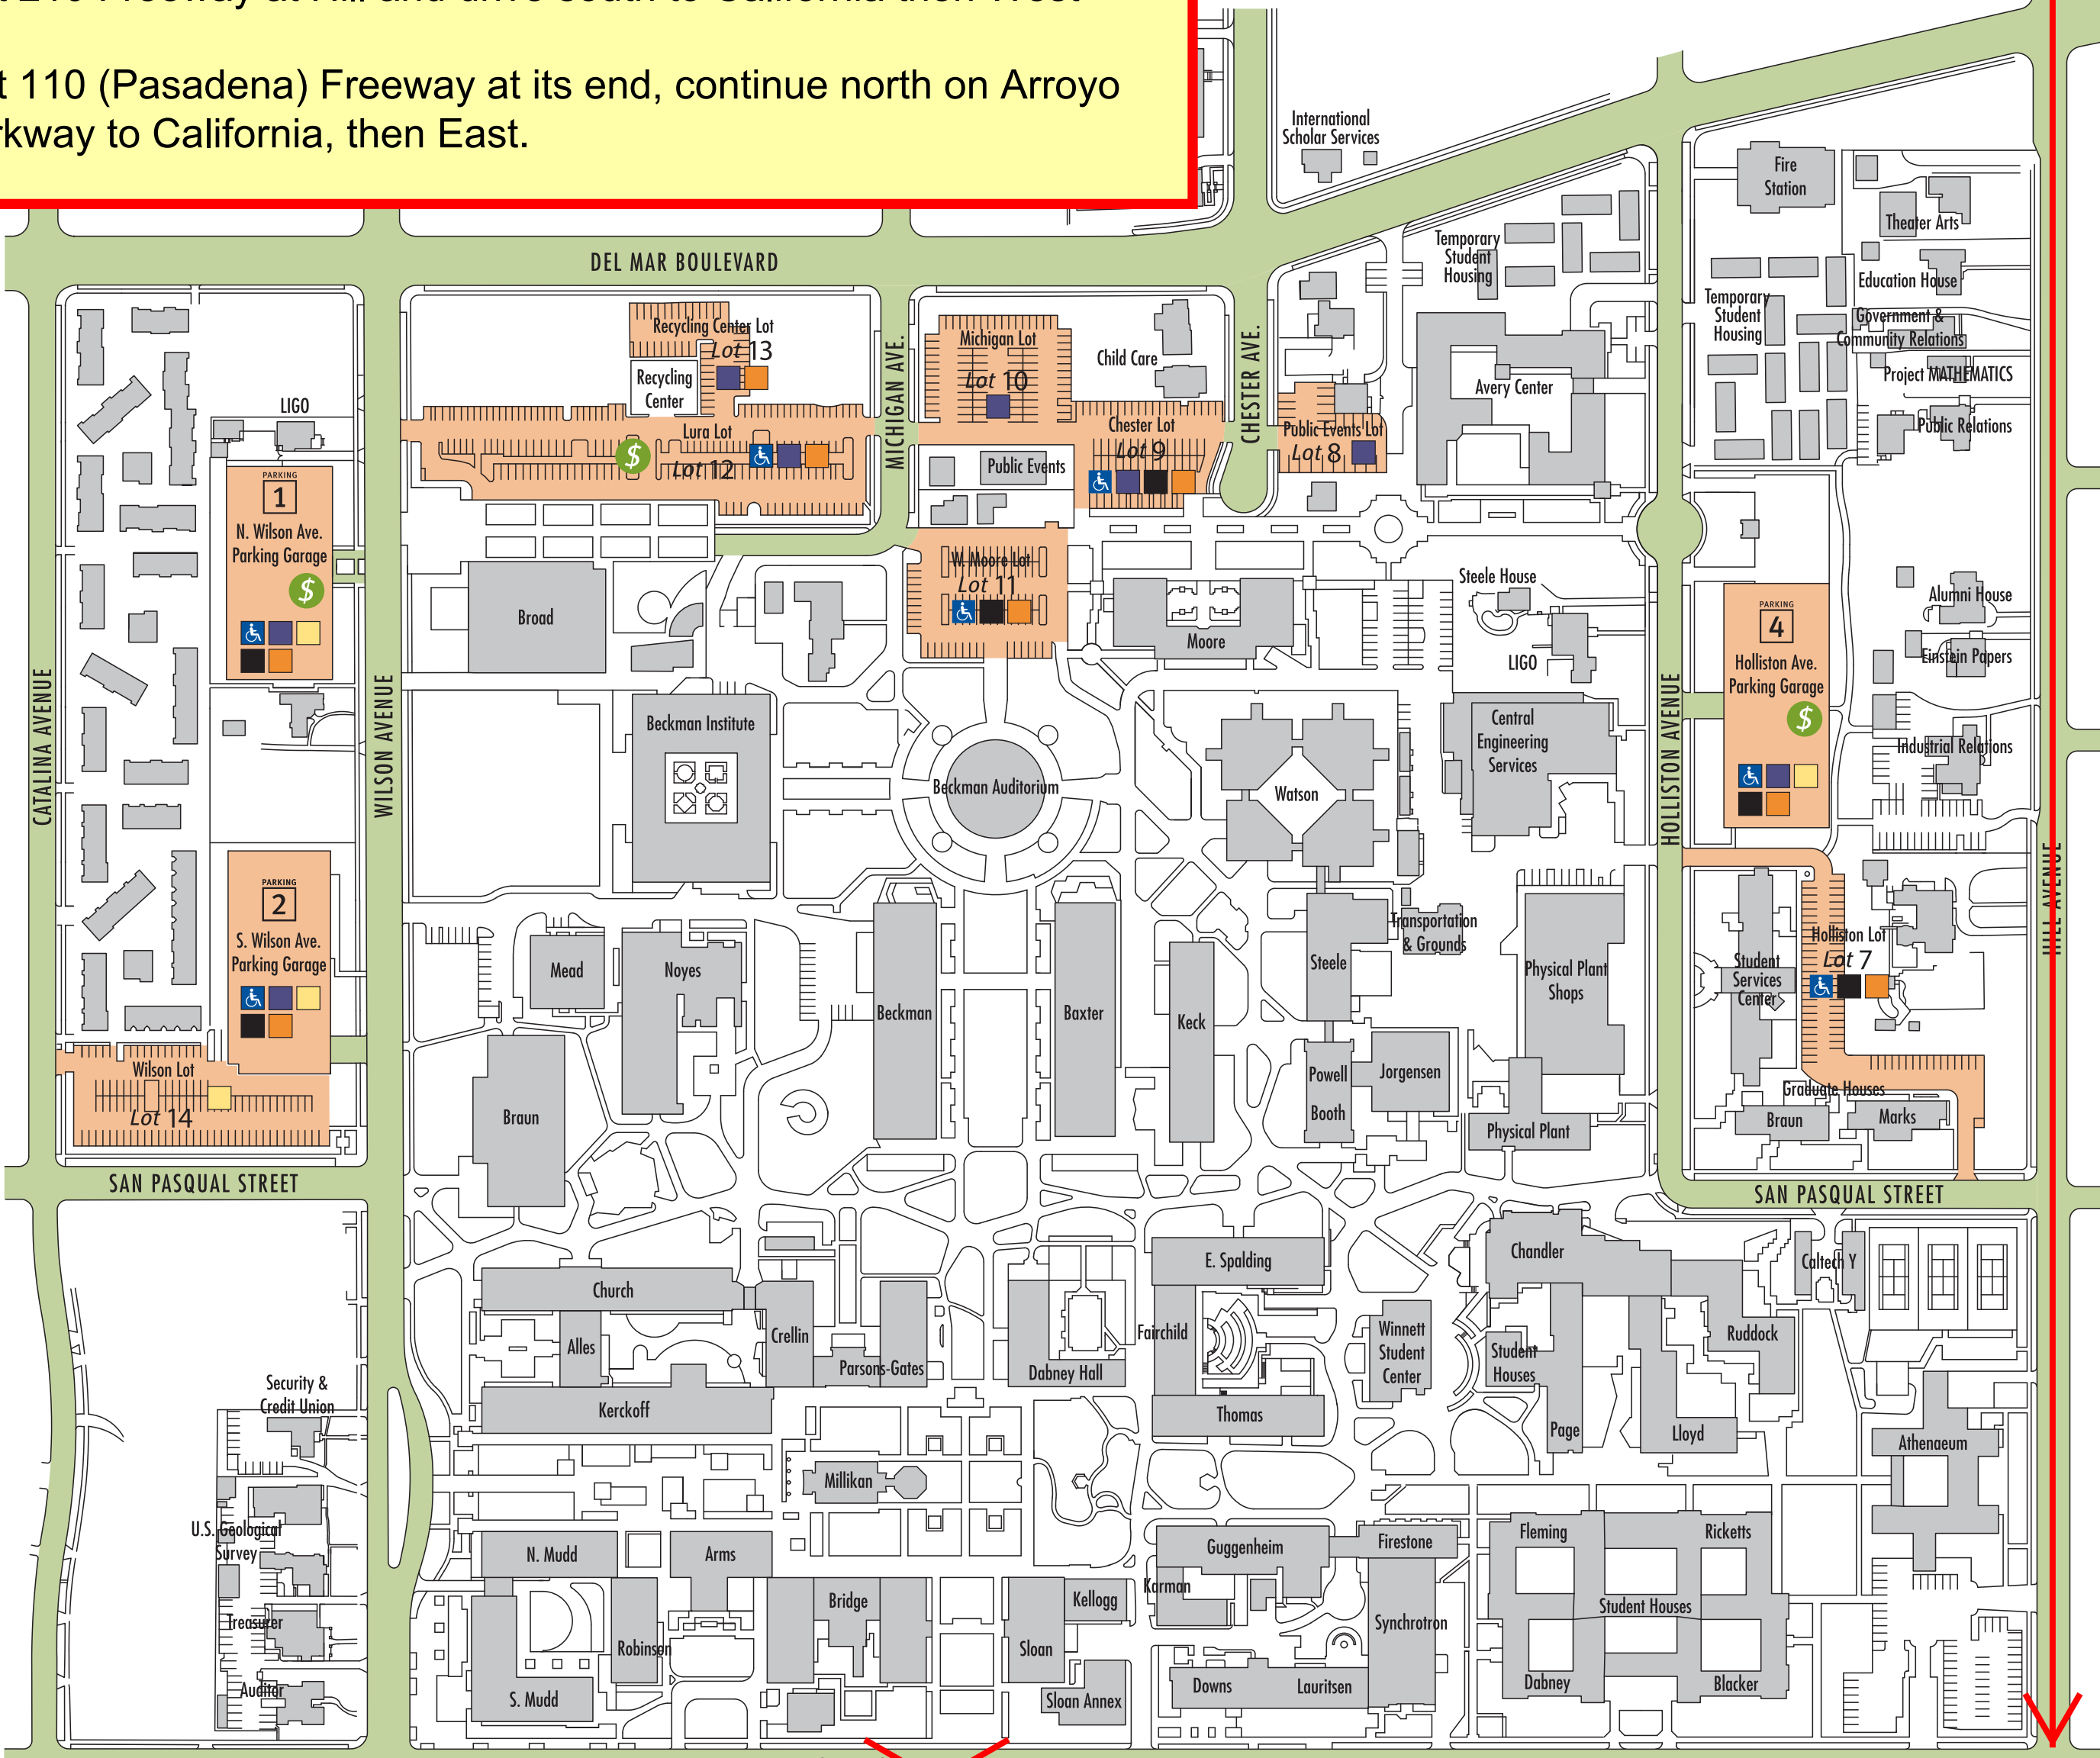 t 110 (Pasadena) Freeway at its end, continue north on Arroyo
rkway to California, then East.
International
Scholar Services
Fire
Station
Theater Arts
Temporary
Student
Housing
DEL MAR BOULEVARD
Education House
Temporary
Student
Housing
Government &
Community Relations
Recycling Center Lot
Lot 13
Michigan Lot
Lot 10
Child Care
CHESTER AVE.
MICHIGAN AVE.
Recycling
Center
Avery Center
Project MATHEMATICS
LIGO
Lura Lot
$
Lot 12
Chester Lot
Lot 9
Public Events Lot
Lot 8
Public Relations
Public Events
PARKING
1
N. Wilson Ave.
Parking Garage
$
W. Moore Lot
Lot 11
Steele House
Alumni House
Broad
Moore
LIGO
PARKING
4
Holliston Ave.
Parking Garage
$
Einstein Papers
CATALINA AVENUE
WILSON AVENUE
HOLLISTON AVENUE
HILL AVENUE
Beckman Institute
Central
Engineering
Services
Industrial Relations
Beckman Auditorium
Watson
PARKING
2
S. Wilson Ave.
Parking Garage
Transportation
& Grounds
Holliston Lot
Lot 7
Mead
Noyes
Steele
Physical Plant
Shops
Student
Services
Center
Beckman
Baxter
Keck
Wilson Lot
Lot 14
Powell
Booth
Jorgensen
Graduate Houses
Braun
Marks
Braun
Physical Plant
SAN PASQUAL STREET
SAN PASQUAL STREET
Chandler
Caltech Y
E. Spalding
Church
Alles
Crellin
Parsons-Gates
Dabney Hall
Fairchild
Winnett
Student
Center
Student
Houses
Ruddock
Security &
Credit Union
Kerckoff
Thomas
Page
Lloyd
Athenaeum
Millikan
U.S. Geological
Survey
N. Mudd
Arms
Guggenheim
Firestone
Fleming
Ricketts
Karman
Kellogg
Bridge
Student Houses
Treasurer
Robinson
Sloan
Synchrotron
Auditor
S. Mudd
Sloan Annex
Downs
Lauritsen
Dabney
Blacker